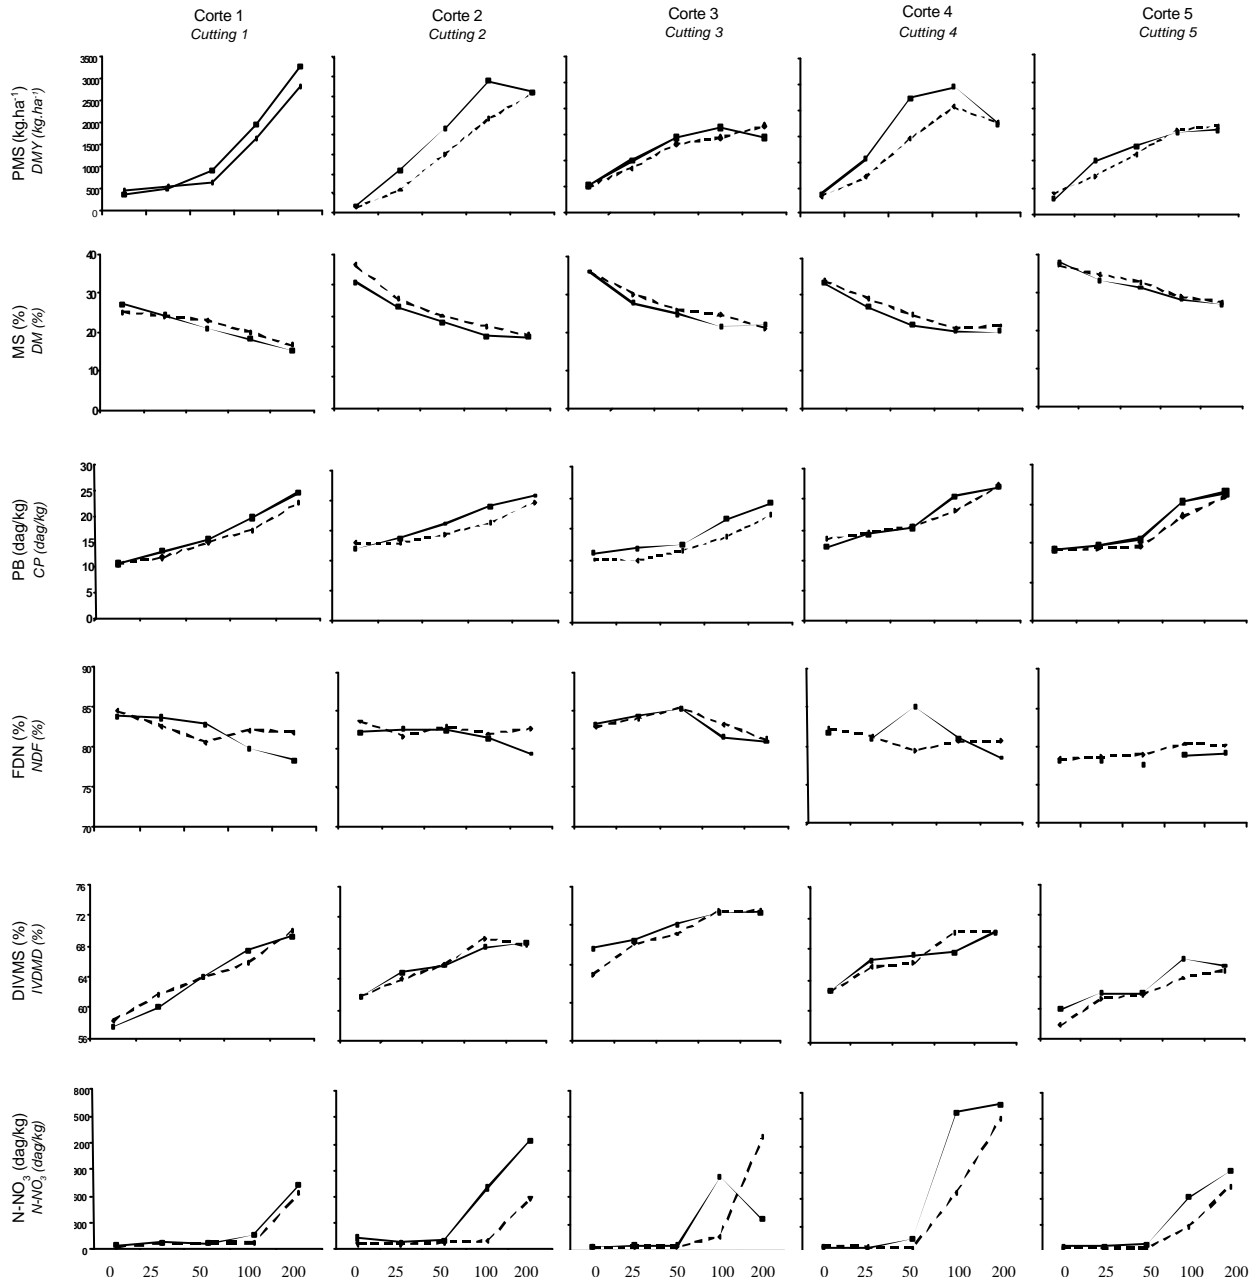 Corte 1
Cutting 1
Corte 2
Cutting 2
Corte 3
Cutting 3
Corte 4
Cutting 4
Corte 5
Cutting 5
PMS (kg.ha⁻¹)
DMY (kg.ha⁻¹)
3500
3000
2500
2000
1500
1000
500
0
MS (%)
DM (%)
40
30
20
10
0
PB (dag/kg)
CP (dag/kg)
30
25
20
15
10
5
0
FDN (%)
NDF (%)
90
85
80
75
70
DIVMS (%)
IVDMD (%)
76
72
68
64
60
56
N-NO₃ (dag/kg)
N-NO₃ (dag/kg)
800
500
200
900
600
300
0
0 25 50 100 200
0 25 50 100 200
0 25 50 100 200
0 25 50 100 200
0 25 50 100 200